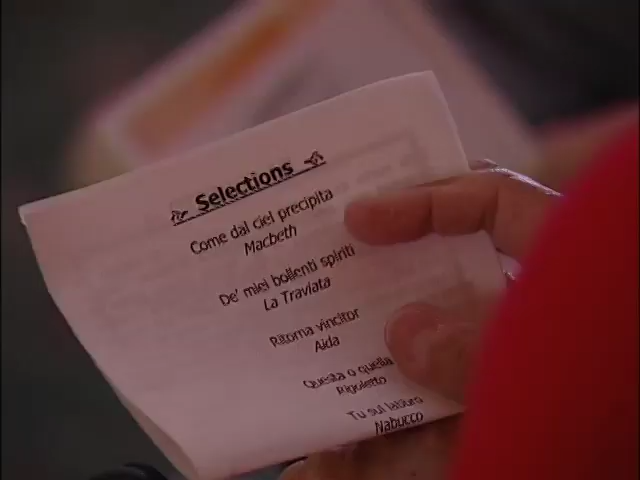 Selections
Come dal ciel precipita
Macbeth
De' miei bollenti spiriti
La Traviata
Ritorna vincitor
Aida
Questa o quella
Rigoletto
Tu sul labbro
Nabucco